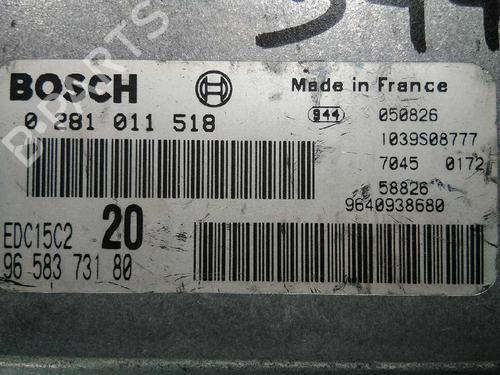 BOSCH
Made in France
0 281 011 518
944 050826
1039S08777
7045 0172
58826
9640938680
EDC15C2 20
96 583 731 80